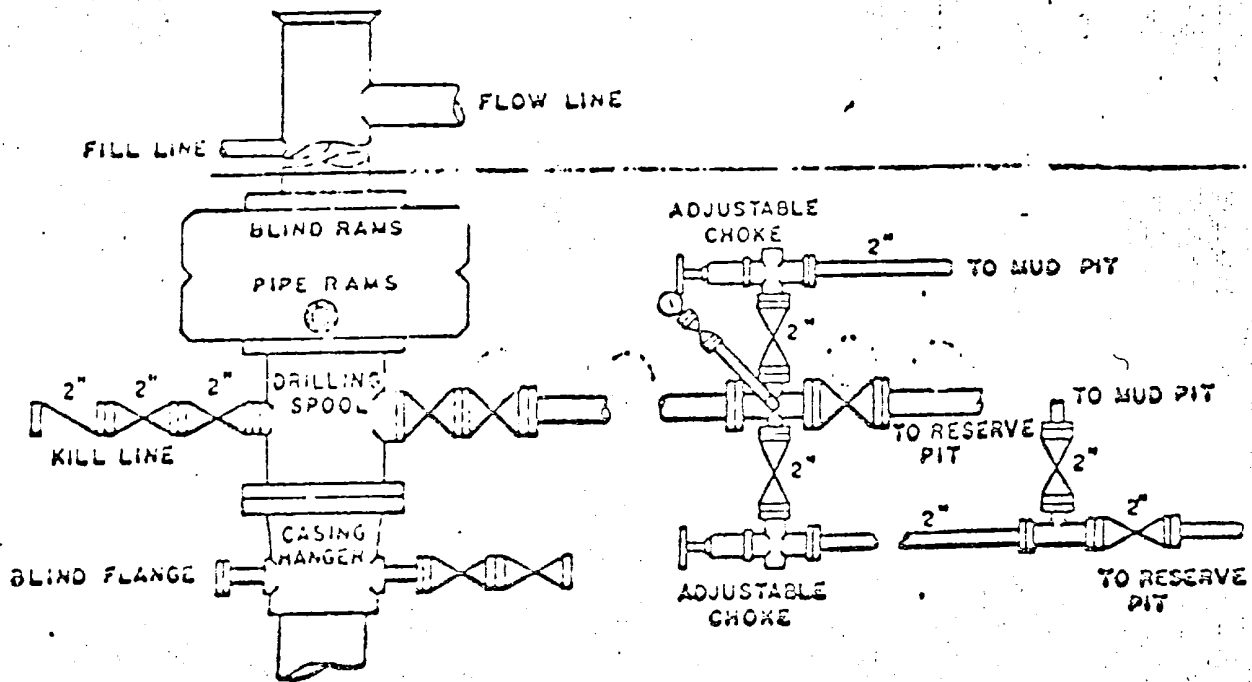 FLOW LINE
FILL LINE
BLIND RAMS
PIPE RAMS
ADJUSTABLE
CHOKE
2"
TO MUD PIT
2"
2" 2" 2"
DRILLING
SPOOL
KILL LINE
TO RESERVE
PIT
TO MUD PIT
2"
2"
CASING
HANGER
BLIND FLANGE
ADJUSTABLE
CHOKE
2"
2"
TO RESERVE
PIT